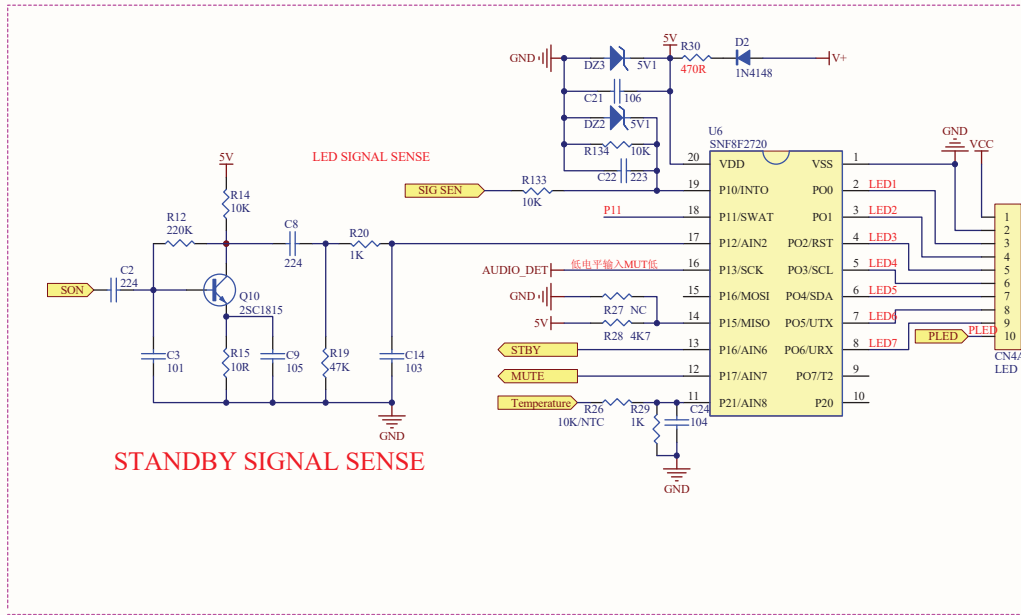 5V
R30
470R
D2
1N4148
V+
GND
DZ3
5V1
C21
106
DZ2
5V1
R134
10K
C22
223
U6
SNF8F2720
GND
VCC
5V
LED SIGNAL SENSE
SIG SEN
R133
10K
P11
R14
10K
R12
220K
C8
224
R20
1K
C2
224
SON
Q10
2SC1815
C3
101
R15
10R
C9
105
R19
47K
C14
103
GND
STANDBY SIGNAL SENSE
AUDIO_DET
低电平输入MUT低
GND
R27 NC
5V
R28 4K7
STBY
MUTE
Temperature
R26
10K/NTC
R29
1K
C24
104
GND
20 VDD
19 P10/INTO
18 P11/SWAT
17 P12/AIN2
16 P13/SCK
15 P16/MOSI
14 P15/MISO
13 P16/AIN6
12 P17/AIN7
11 P21/AIN8
VSS 1
PO0 2 LED1
PO1 3 LED2
PO2/RST 4 LED3
PO3/SCL 5 LED4
PO4/SDA 6 LED5
PO5/UTX 7 LED6
PO6/URX 8 LED7
PO7/T2 9
P20 10
1
2
3
4
5
6
7
8
9
10
PLED
PLED
CN4A
LED